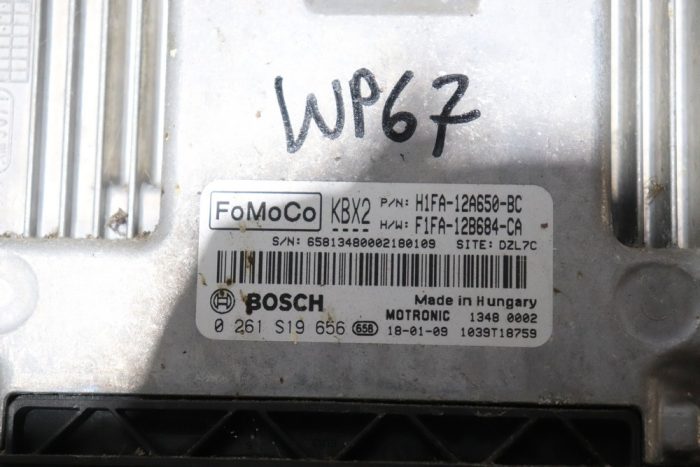 WP67
FoMoCo KBX2 P/N: H1FA-12A650-BC
H/W: F1FA-12B684-CA
S/N: 65813480002180109 SITE: DZL7C
BOSCH Made in Hungary
MOTRONIC 1348 0002
0 261 S19 656 656 18-01-09 1039T18759